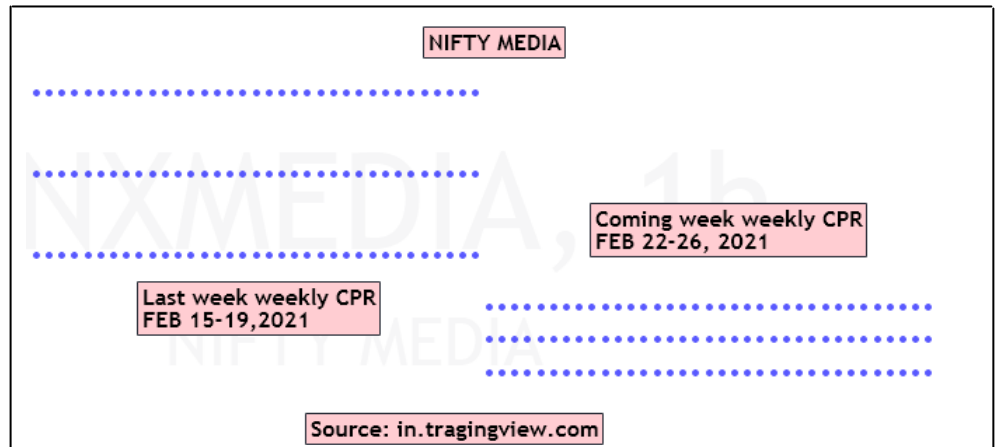 NIFTY MEDIA
NXMEDIA, 1h
Coming week weekly CPR
FEB 22-26, 2021
Last week weekly CPR
FEB 15-19,2021
NIFTY MEDIA
Source: in.tragingview.com